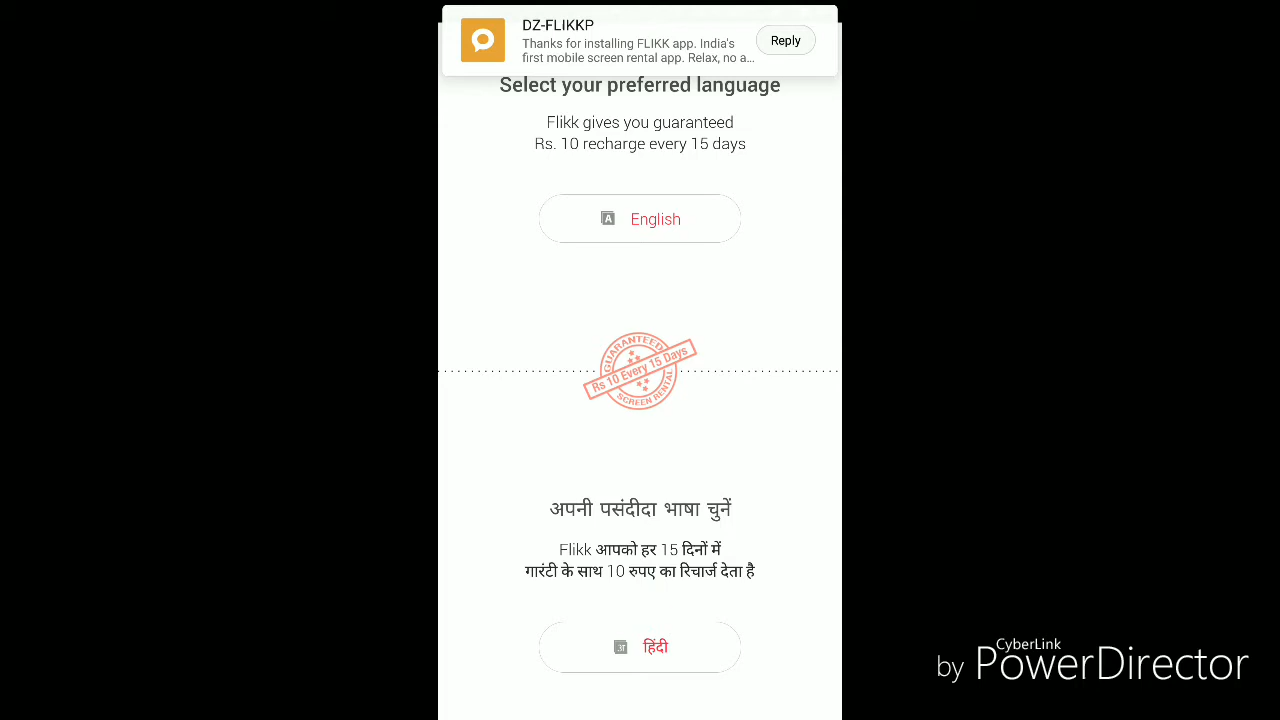 DZ-FLIKKP
Thanks for installing FLIKK app. India's
first mobile screen rental app. Relax, no a...
Reply
Select your preferred language
Flikk gives you guaranteed
Rs. 10 recharge every 15 days
A English
GUARANTEED
Rs 10 Every 15 Days
SCREEN RENTAL
अपनी पसंदीदा भाषा चुनें
Flikk आपको हर 15 दिनों में
गारंटी के साथ 10 रुपए का रिचार्ज देता है
अ हिंदी
CyberLink
by PowerDirector